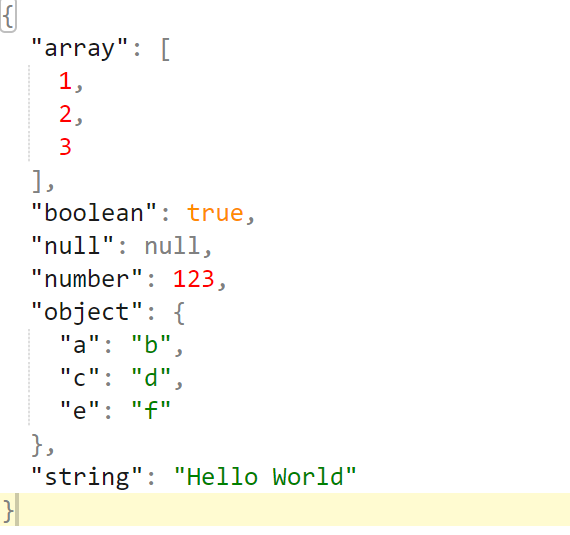 {
  "array": [
    1,
    2,
    3
  ],
  "boolean": true,
  "null": null,
  "number": 123,
  "object": {
    "a": "b",
    "c": "d",
    "e": "f"
  },
  "string": "Hello World"
}